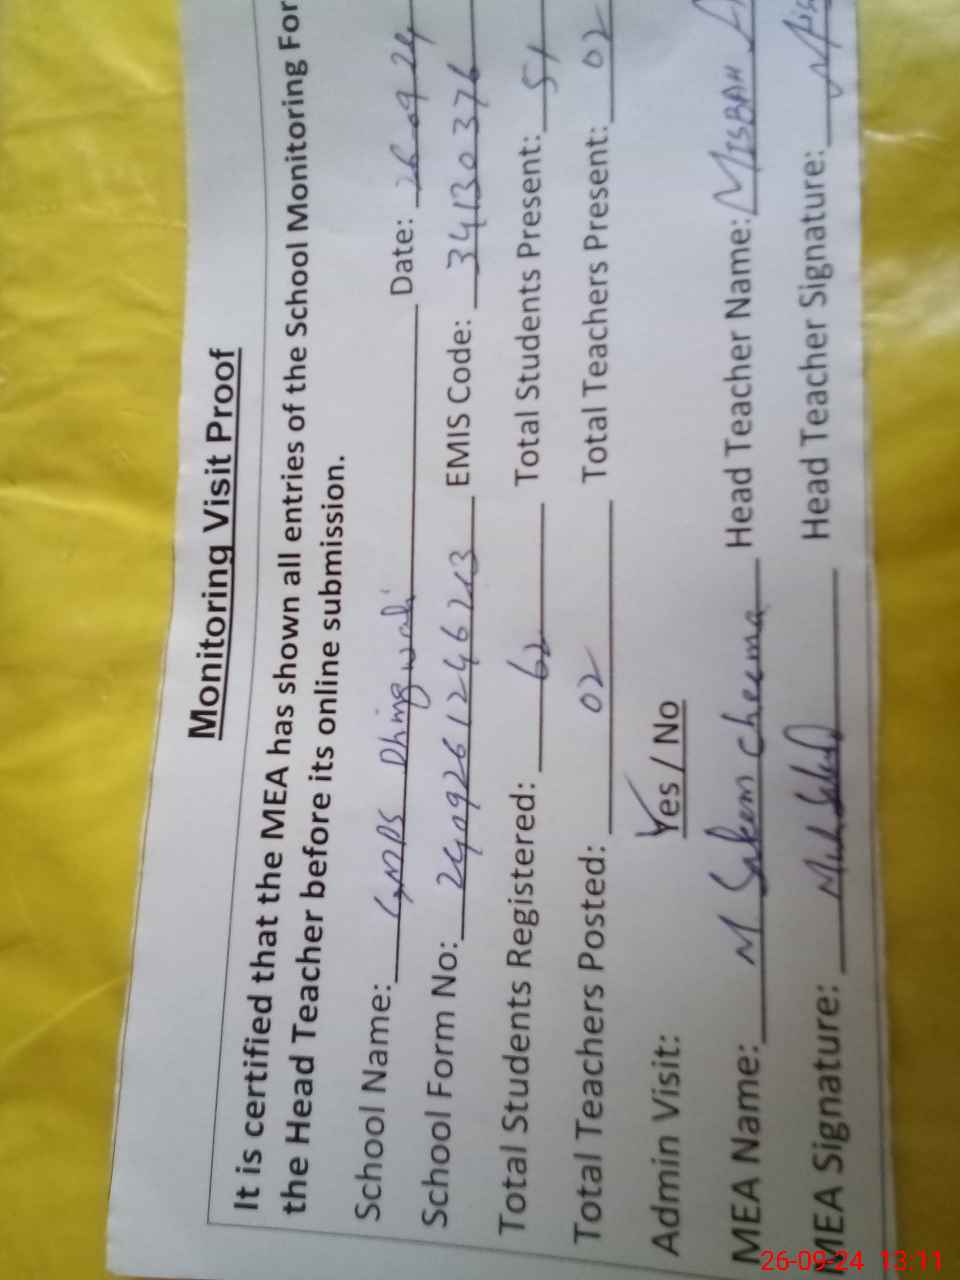 Monitoring Visit Proof
It is certified that the MEA has shown all entries of the School Monitoring For
the Head Teacher before its online submission.
School Name: GMPS Dhing wali Date: 26 09 24
School Form No: 2409261246243 EMIS Code: 34130376
Total Students Registered: 62 Total Students Present: 51
Total Teachers Posted: 02 Total Teachers Present: 02
Admin Visit: Yes / No
MEA Name: M. Saleem Cheema Head Teacher Name: MISBAH
MEA Signature: Head Teacher Signature:
26-09-24 13:11